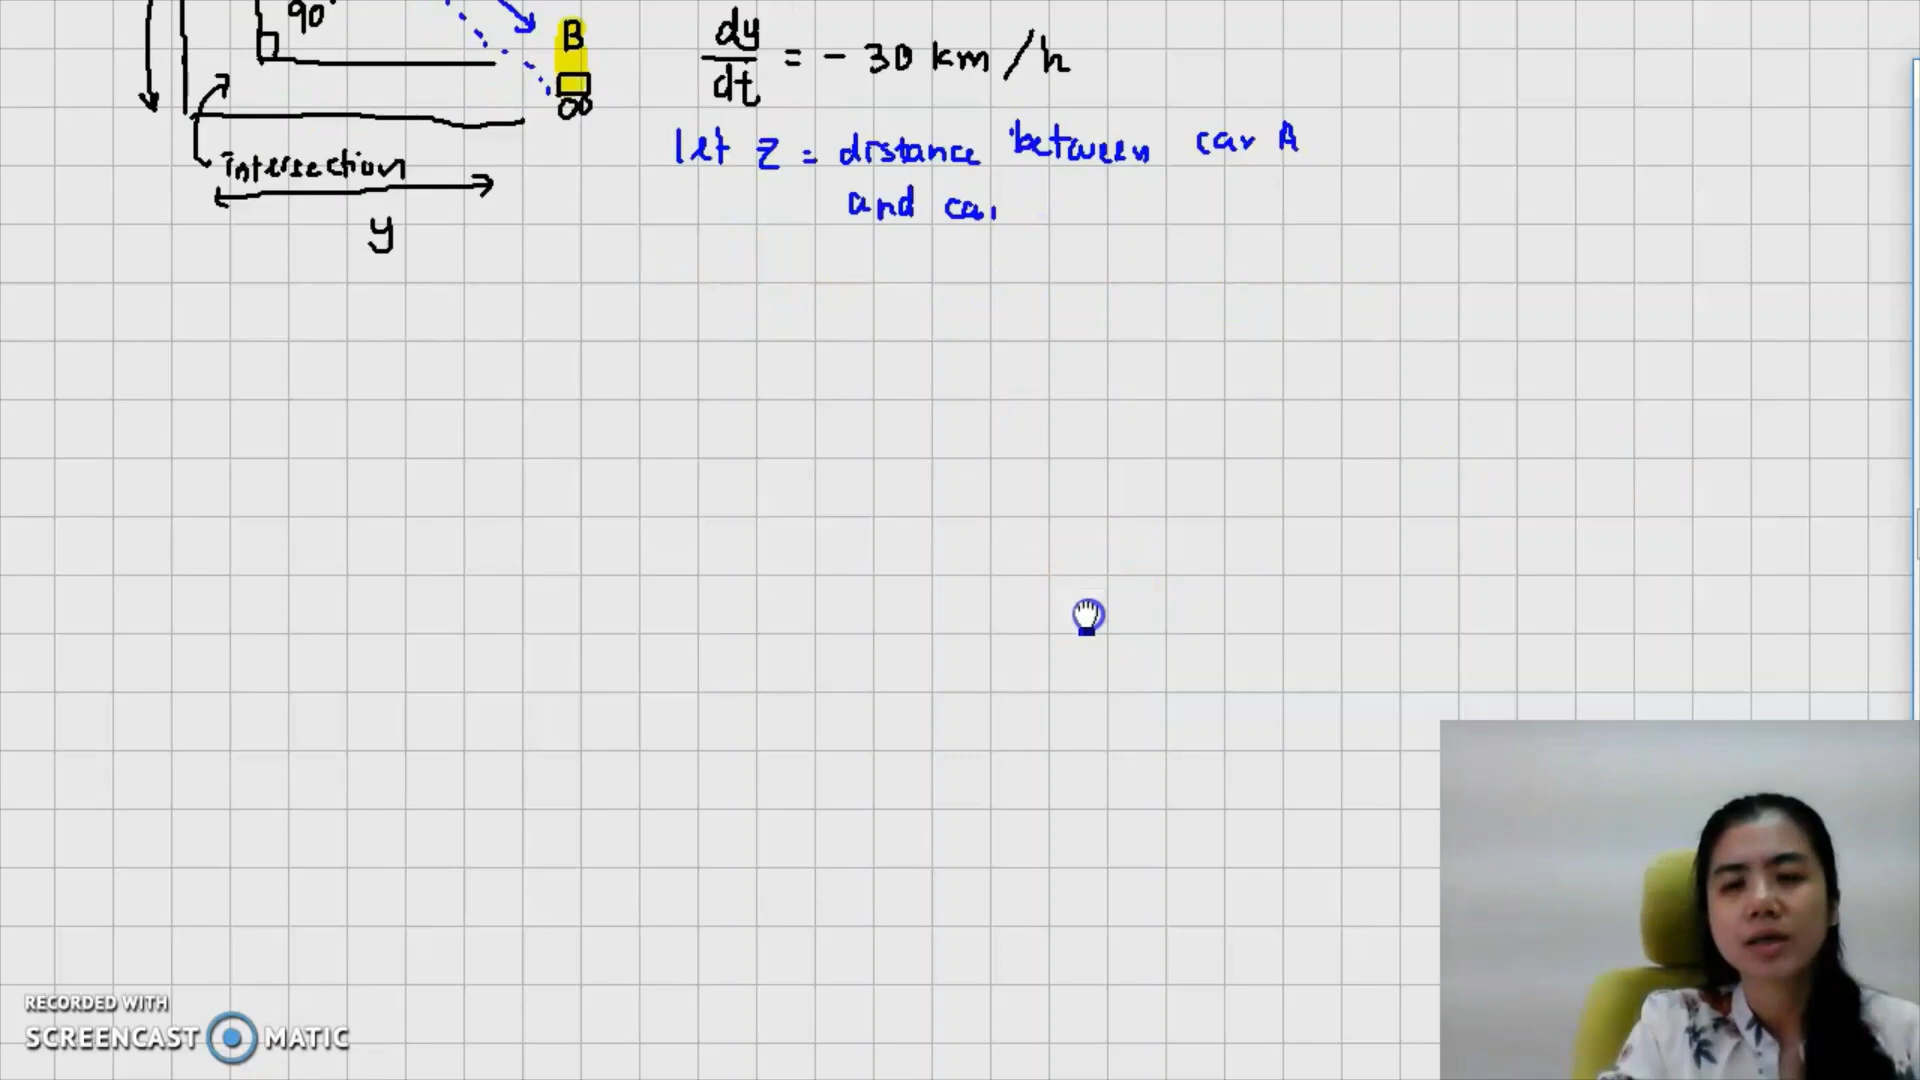 90°
B
dy/dt = - 30 km/h
let z = distance between car A
and car
intersection
y
RECORDED WITH
SCREENCAST MATIC